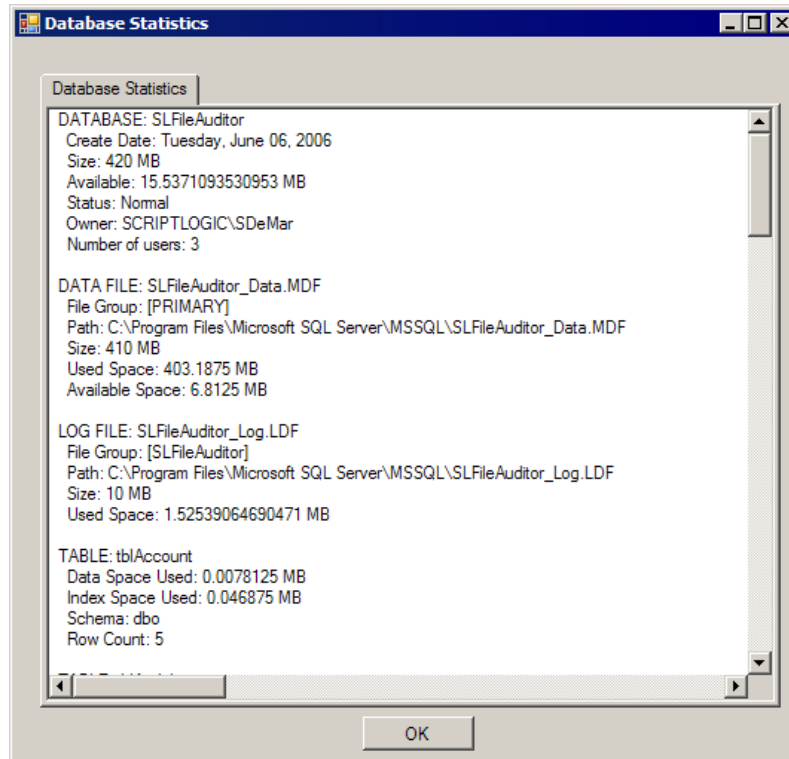 Database Statistics
Database Statistics
DATABASE: SLFileAuditor
Create Date: Tuesday, June 06, 2006
Size: 420 MB
Available: 15.5371093530953 MB
Status: Normal
Owner: SCRIPTLOGIC\SDeMar
Number of users: 3
DATA FILE: SLFileAuditor_Data.MDF
File Group: [PRIMARY]
Path: C:\Program Files\Microsoft SQL Server\MSSQL\SLFileAuditor_Data.MDF
Size: 410 MB
Used Space: 403.1875 MB
Available Space: 6.8125 MB
LOG FILE: SLFileAuditor_Log.LDF
File Group: [SLFileAuditor]
Path: C:\Program Files\Microsoft SQL Server\MSSQL\SLFileAuditor_Log.LDF
Size: 10 MB
Used Space: 1.52539064690471 MB
TABLE: tblAccount
Data Space Used: 0.0078125 MB
Index Space Used: 0.046875 MB
Schema: dbo
Row Count: 5
OK